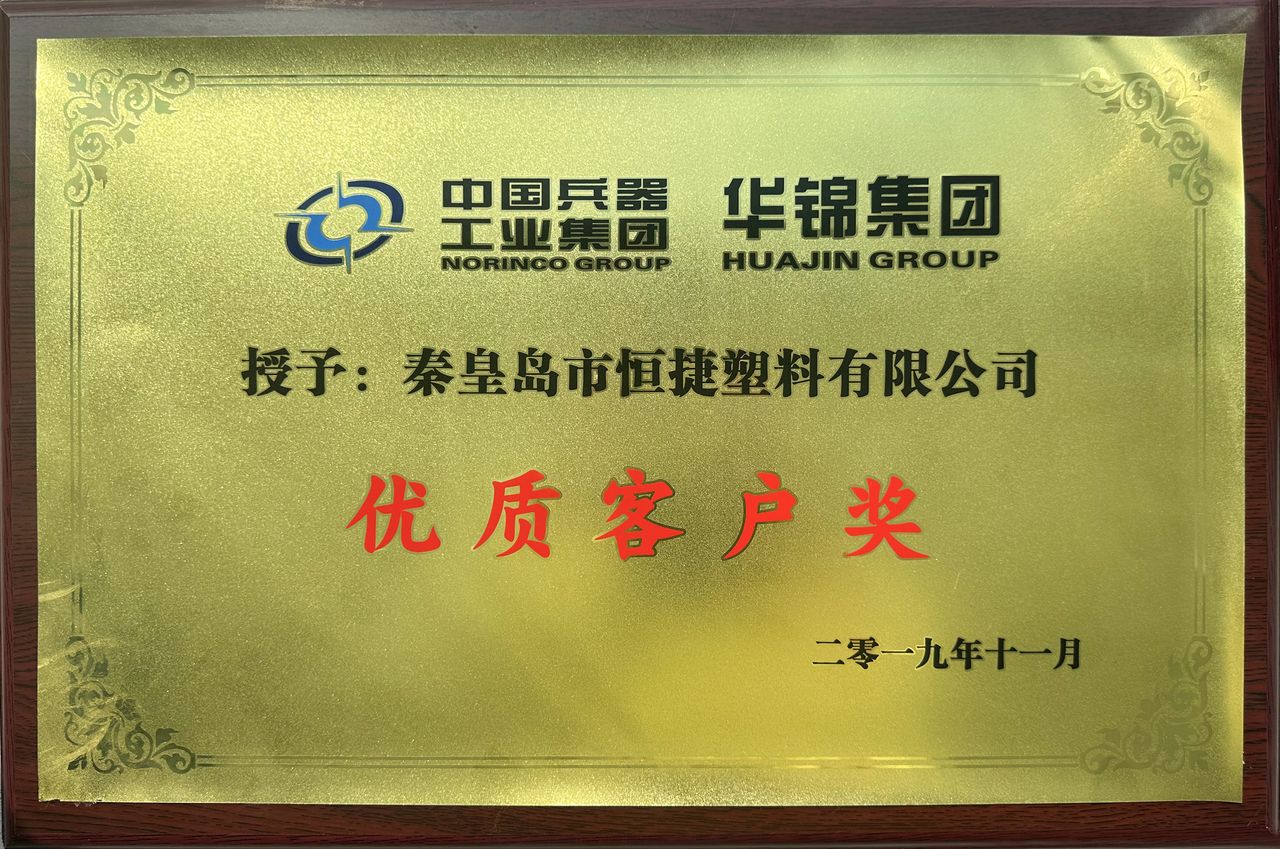 中国兵器
工业集团
NORINCO GROUP
华锦集团
HUAJIN GROUP
授予：秦皇岛市恒捷塑料有限公司
优质客户奖
二零一九年十一月